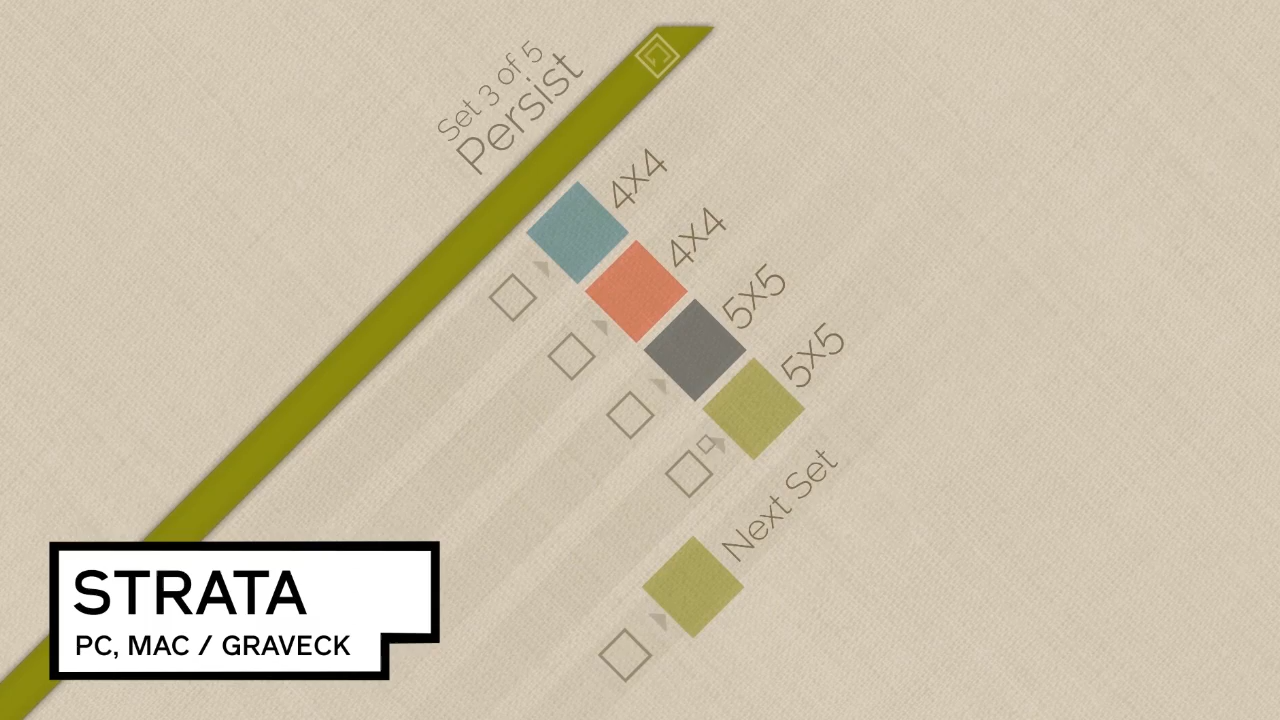 Set 3 of 5
Persist
4X4
4X4
5X5
5X5
Next Set
STRATA
PC, MAC / GRAVECK